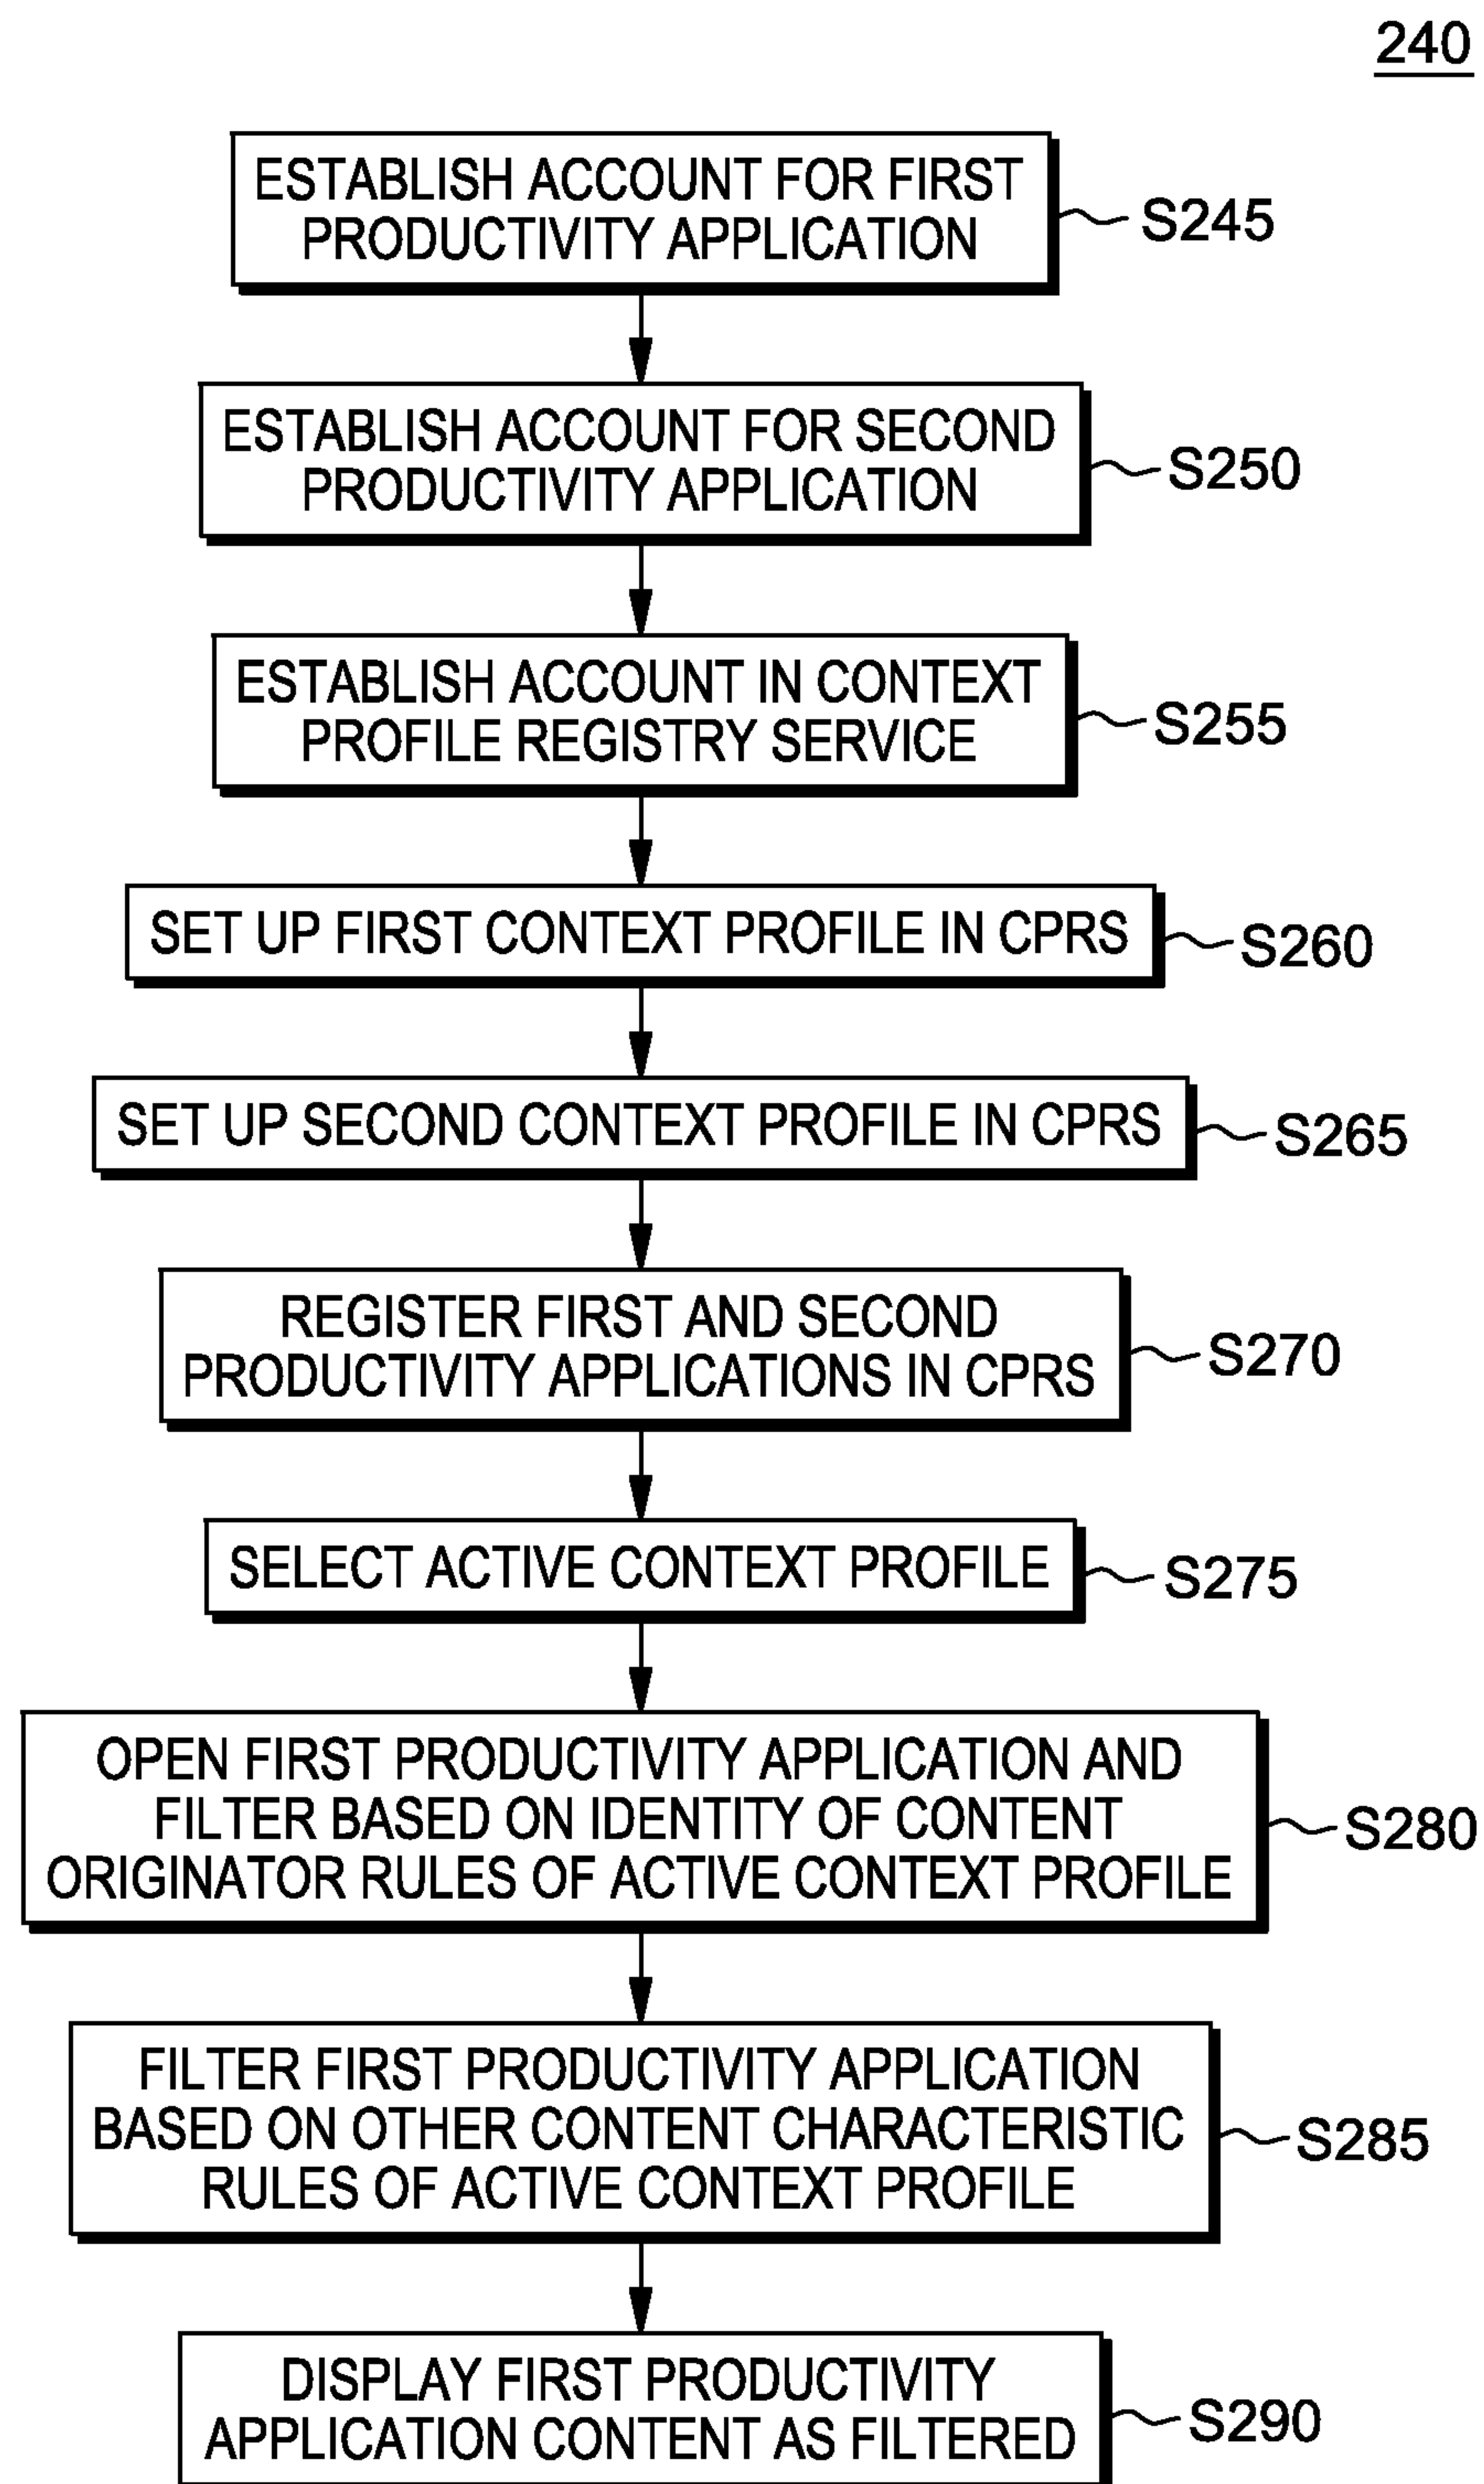 240
ESTABLISH ACCOUNT FOR FIRST
PRODUCTIVITY APPLICATION
S245
ESTABLISH ACCOUNT FOR SECOND
PRODUCTIVITY APPLICATION
S250
ESTABLISH ACCOUNT IN CONTEXT
PROFILE REGISTRY SERVICE
S255
SET UP FIRST CONTEXT PROFILE IN CPRS
S260
SET UP SECOND CONTEXT PROFILE IN CPRS
S265
REGISTER FIRST AND SECOND
PRODUCTIVITY APPLICATIONS IN CPRS
S270
SELECT ACTIVE CONTEXT PROFILE
S275
OPEN FIRST PRODUCTIVITY APPLICATION AND
FILTER BASED ON IDENTITY OF CONTENT
ORIGINATOR RULES OF ACTIVE CONTEXT PROFILE
S280
FILTER FIRST PRODUCTIVITY APPLICATION
BASED ON OTHER CONTENT CHARACTERISTIC
RULES OF ACTIVE CONTEXT PROFILE
S285
DISPLAY FIRST PRODUCTIVITY
APPLICATION CONTENT AS FILTERED
S290